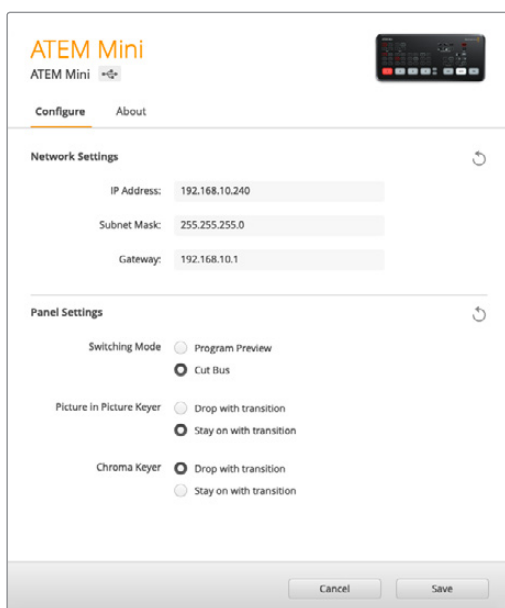 ATEM Mini
ATEM Mini
Configure About
Network Settings
IP Address: 192.168.10.240
Subnet Mask: 255.255.255.0
Gateway: 192.168.10.1
Panel Settings
Switching Mode Program Preview
Cut Bus
Picture in Picture Keyer Drop with transition
Stay on with transition
Chroma Keyer Drop with transition
Stay on with transition
Cancel Save